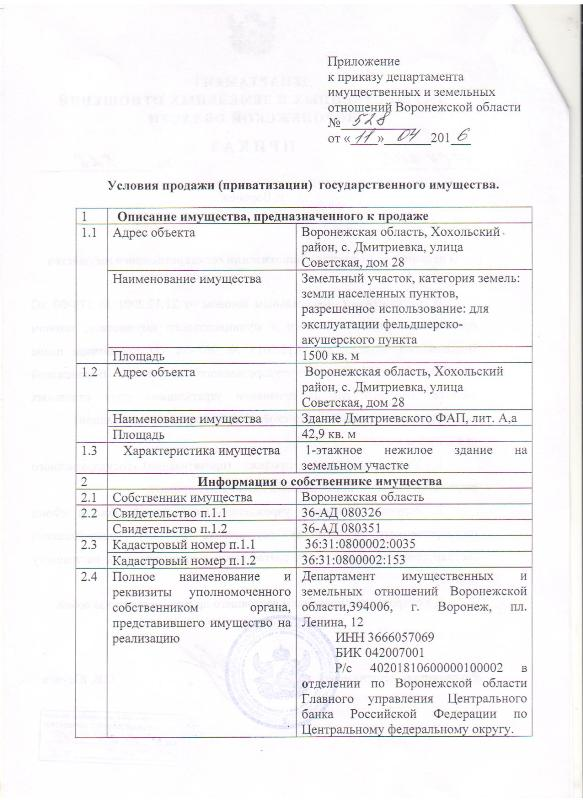 Приложение
к приказу департамента
имущественных и земельных
отношений Воронежской области
№ 528
от « 11 » 04 201 6
Условия продажи (приватизации) государственного имущества.
1 Описание имущества, предназначенного к продаже
1.1 Адрес объекта Воронежская область, Хохольский
район, с. Дмитриевка, улица
Советская, дом 28
Наименование имущества Земельный участок, категория земель:
земли населенных пунктов,
разрешенное использование: для
эксплуатации фельдшерско-
акушерского пункта
Площадь 1500 кв. м
1.2 Адрес объекта Воронежская область, Хохольский
район, с. Дмитриевка, улица
Советская, дом 28
Наименование имущества Здание Дмитриевского ФАП, лит. А,а
Площадь 42,9 кв. м
1.3 Характеристика имущества 1-этажное нежилое здание на
земельном участке
2 Информация о собственнике имущества
2.1 Собственник имущества Воронежская область
2.2 Свидетельство п.1.1 36-АД 080326
Свидетельство п.1.2 36-АД 080351
2.3 Кадастровый номер п.1.1 36:31:0800002:0035
Кадастровый номер п.1.2 36:31:0800002:153
2.4 Полное наименование и Департамент имущественных и
реквизиты уполномоченного земельных отношений Воронежской
собственником органа, области,394006, г. Воронеж, пл.
представившего имущество на Ленина, 12
реализацию ИНН 3666057069
БИК 042007001
Р/с 40201810600000100002 в
отделении по Воронежской области
Главного управления Центрального
банка Российской Федерации по
Центральному федеральному округу.